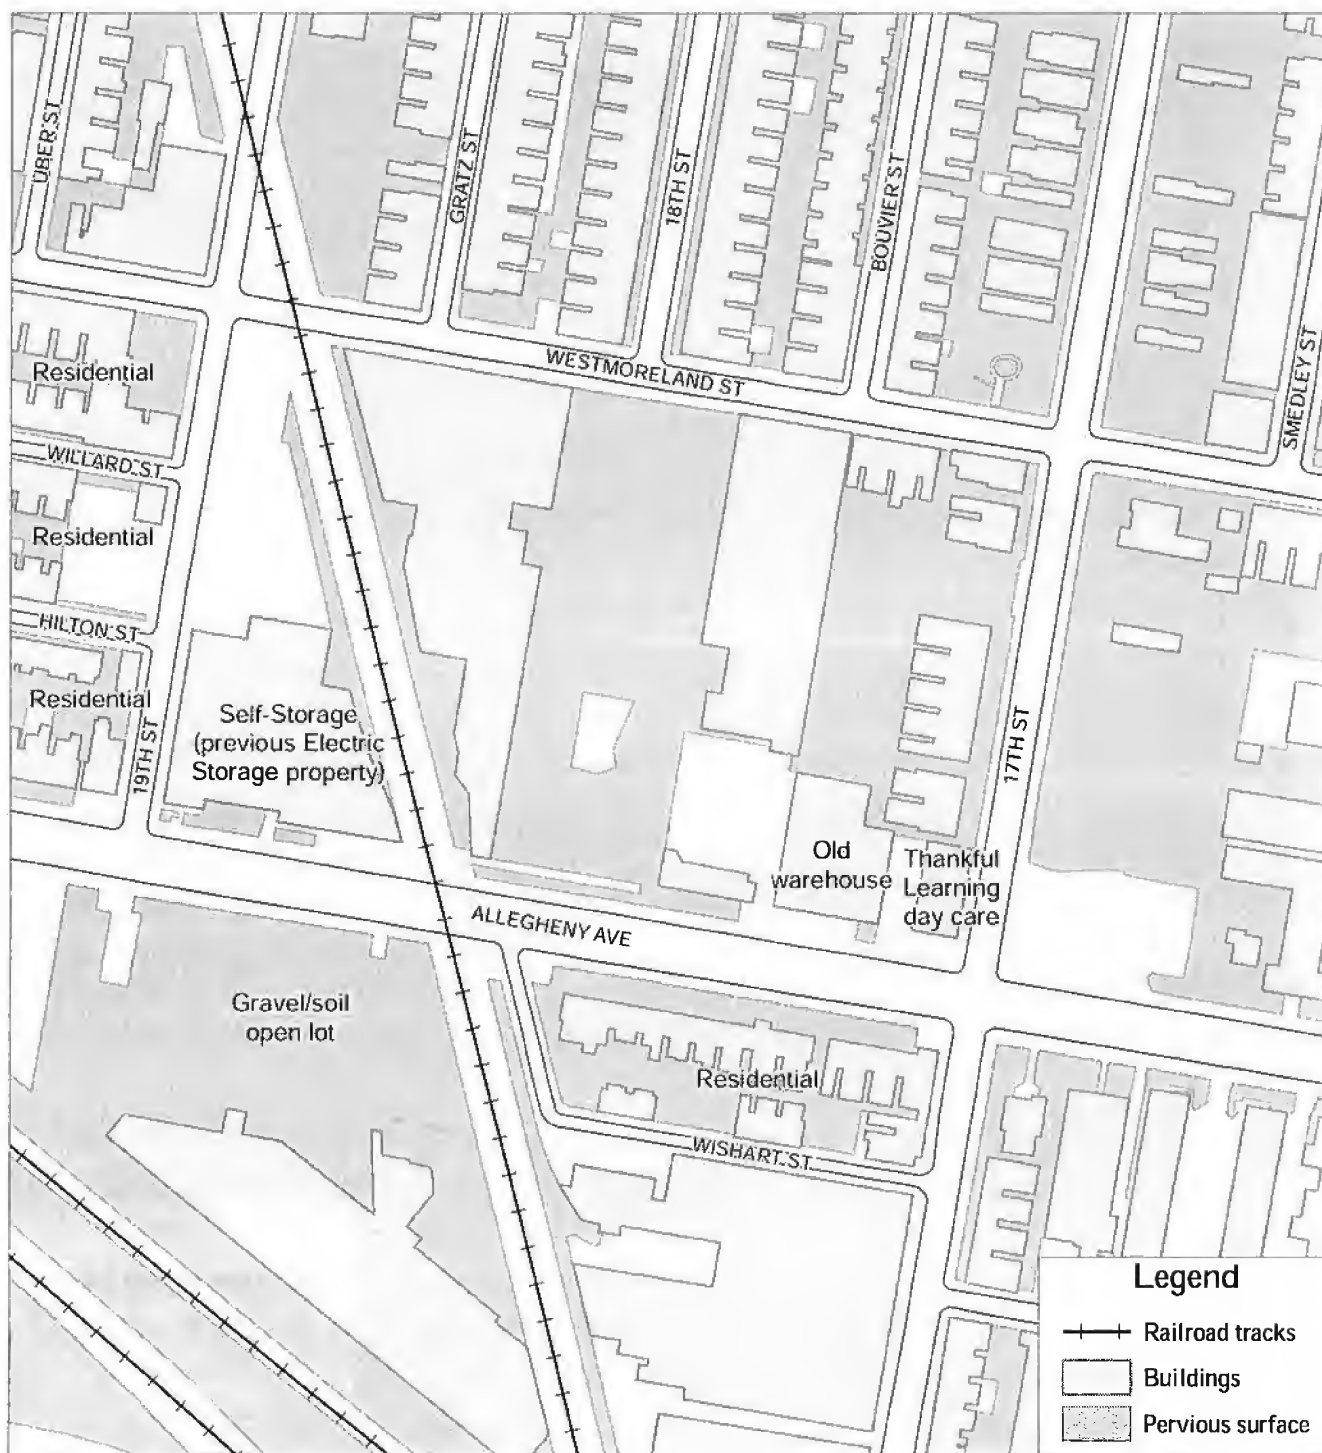 UBER ST
GRATZ ST
18TH ST
BOUVIER ST
SMEDLEY ST
WESTMORELAND ST
Residential
WILLARD ST
Residential
HILTON ST
Residential
19TH ST
Self-Storage
(previous Electric
Storage property)
17TH ST
Old
warehouse
Thankful
Learning
day care
ALLEGHENY AVE
Gravel/soil
open lot
Residential
WISHART ST
Legend
Railroad tracks
Buildings
Pervious surface